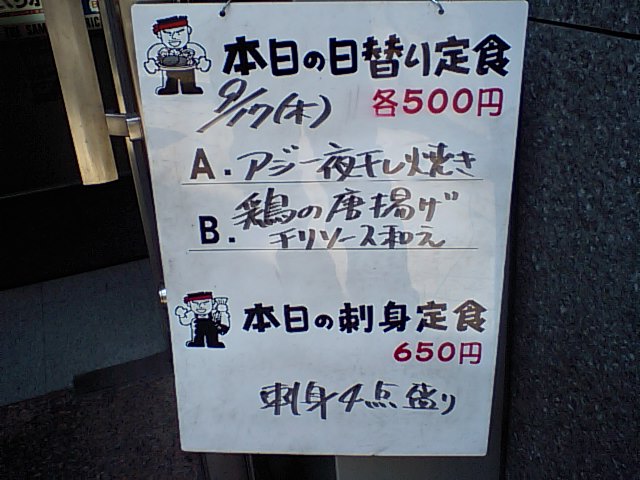 本日の日替り定食
9/17(木)
各500円
A. アジ一夜干し焼き
B. 鶏の唐揚げ
チリソース和え
本日の刺身定食
650円
刺身4点盛り